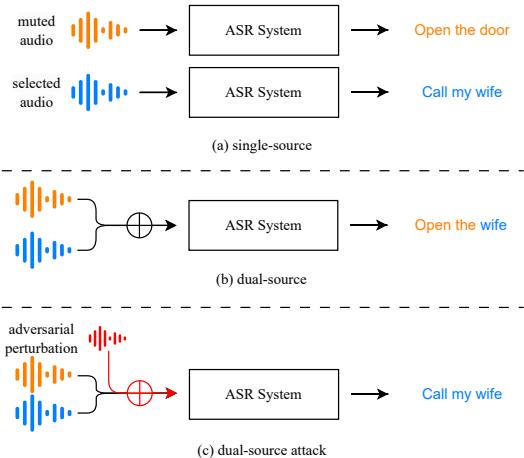 muted
audio
ASR System
Open the door
selected
audio
ASR System
Call my wife
(a) single-source
ASR System
Open the wife
(b) dual-source
adversarial
perturbation
ASR System
Call my wife
(c) dual-source attack